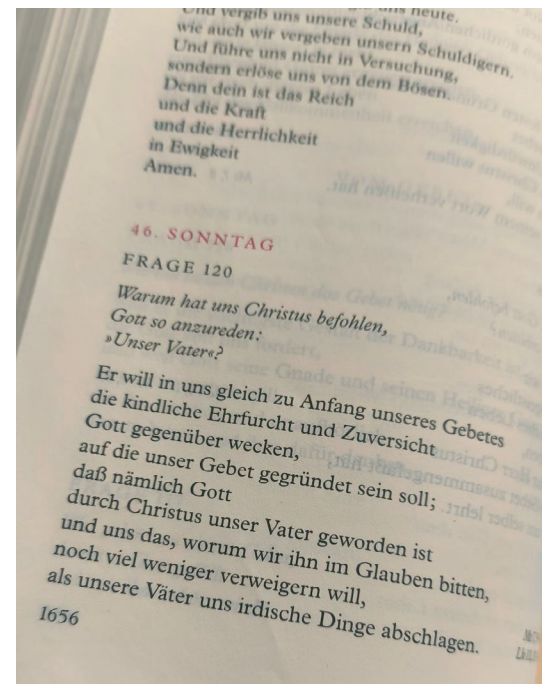 uns heute.
Und vergib uns unsere Schuld,
wie auch wir vergeben unsern Schuldigern.
Und führe uns nicht in Versuchung,
sondern erlöse uns von dem Bösen.
Denn dein ist das Reich
und die Kraft
und die Herrlichkeit
in Ewigkeit
Amen.
46. SONNTAG
FRAGE 120
Warum hat uns Christus befohlen,
Gott so anzureden:
»Unser Vater«?
Er will in uns gleich zu Anfang unseres Gebetes
die kindliche Ehrfurcht und Zuversicht
Gott gegenüber wecken,
auf die unser Gebet gegründet sein soll;
daß nämlich Gott
durch Christus unser Vater geworden ist
und uns das, worum wir ihn im Glauben bitten,
noch viel weniger verweigern will,
als unsere Väter uns irdische Dinge abschlagen.
1656